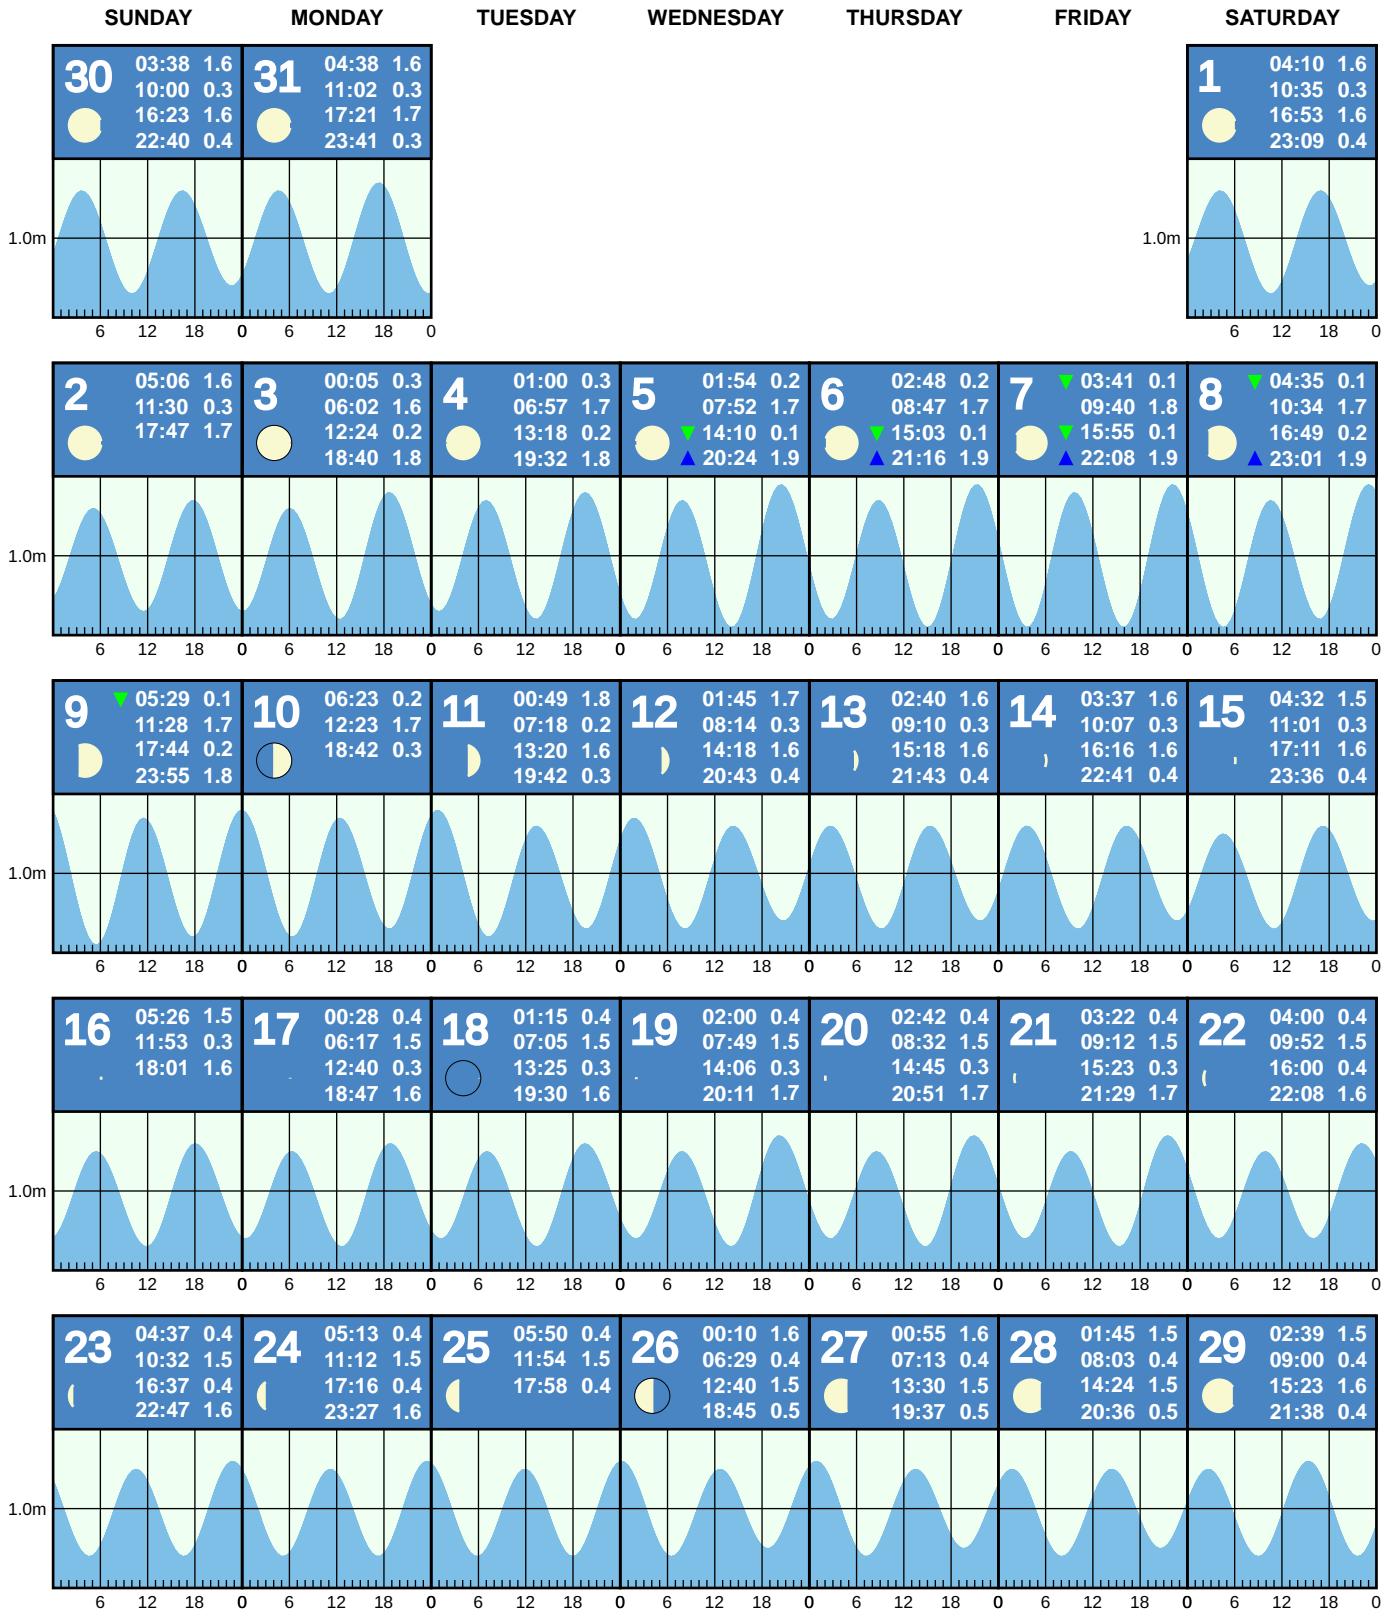 SUNDAY MONDAY TUESDAY WEDNESDAY THURSDAY FRIDAY SATURDAY
30 03:38 1.6
10:00 0.3
16:23 1.6
22:40 0.4
31 04:38 1.6
11:02 0.3
17:21 1.7
23:41 0.3
1 04:10 1.6
10:35 0.3
16:53 1.6
23:09 0.4
1.0m 1.0m
6 12 18 0 6 12 18 0 6 12 18 0
2 05:06 1.6
11:30 0.3
17:47 1.7
3 00:05 0.3
06:02 1.6
12:24 0.2
18:40 1.8
4 01:00 0.3
06:57 1.7
13:18 0.2
19:32 1.8
5 01:54 0.2
07:52 1.7
14:10 0.1
20:24 1.9
6 02:48 0.2
08:47 1.7
15:03 0.1
21:16 1.9
7 03:41 0.1
09:40 1.8
15:55 0.1
22:08 1.9
8 04:35 0.1
10:34 1.7
16:49 0.2
23:01 1.9
1.0m
6 12 18 0 6 12 18 0 6 12 18 0 6 12 18 0 6 12 18 0 6 12 18 0 6 12 18 0
9 05:29 0.1
11:28 1.7
17:44 0.2
23:55 1.8
10 06:23 0.2
12:23 1.7
18:42 0.3
11 00:49 1.8
07:18 0.2
13:20 1.6
19:42 0.3
12 01:45 1.7
08:14 0.3
14:18 1.6
20:43 0.4
13 02:40 1.6
09:10 0.3
15:18 1.6
21:43 0.4
14 03:37 1.6
10:07 0.3
16:16 1.6
22:41 0.4
15 04:32 1.5
11:01 0.3
17:11 1.6
23:36 0.4
1.0m
6 12 18 0 6 12 18 0 6 12 18 0 6 12 18 0 6 12 18 0 6 12 18 0 6 12 18 0
16 05:26 1.5
11:53 0.3
18:01 1.6
17 00:28 0.4
06:17 1.5
12:40 0.3
18:47 1.6
18 01:15 0.4
07:05 1.5
13:25 0.3
19:30 1.6
19 02:00 0.4
07:49 1.5
14:06 0.3
20:11 1.7
20 02:42 0.4
08:32 1.5
14:45 0.3
20:51 1.7
21 03:22 0.4
09:12 1.5
15:23 0.3
21:29 1.7
22 04:00 0.4
09:52 1.5
16:00 0.4
22:08 1.6
1.0m
6 12 18 0 6 12 18 0 6 12 18 0 6 12 18 0 6 12 18 0 6 12 18 0 6 12 18 0
23 04:37 0.4
10:32 1.5
16:37 0.4
22:47 1.6
24 05:13 0.4
11:12 1.5
17:16 0.4
23:27 1.6
25 05:50 0.4
11:54 1.5
17:58 0.4
26 00:10 1.6
06:29 0.4
12:40 1.5
18:45 0.5
27 00:55 1.6
07:13 0.4
13:30 1.5
19:37 0.5
28 01:45 1.5
08:03 0.4
14:24 1.5
20:36 0.5
29 02:39 1.5
09:00 0.4
15:23 1.6
21:38 0.4
1.0m
6 12 18 0 6 12 18 0 6 12 18 0 6 12 18 0 6 12 18 0 6 12 18 0 6 12 18 0